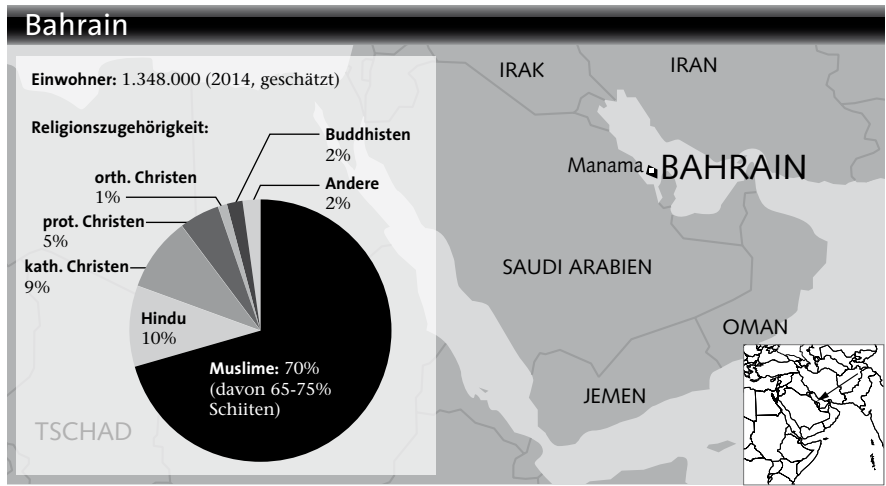 Bahrain
Einwohner: 1.348.000 (2014, geschätzt)
Religionszugehörigkeit:
Buddhisten
2%
Andere
2%
orth. Christen
1%
prot. Christen
5%
kath. Christen
9%
Hindu
10%
Muslime: 70%
(davon 65-75%
Schiiten)
TSCHAD
IRAK
IRAN
Manama
BAHRAIN
SAUDI ARABIEN
OMAN
JEMEN